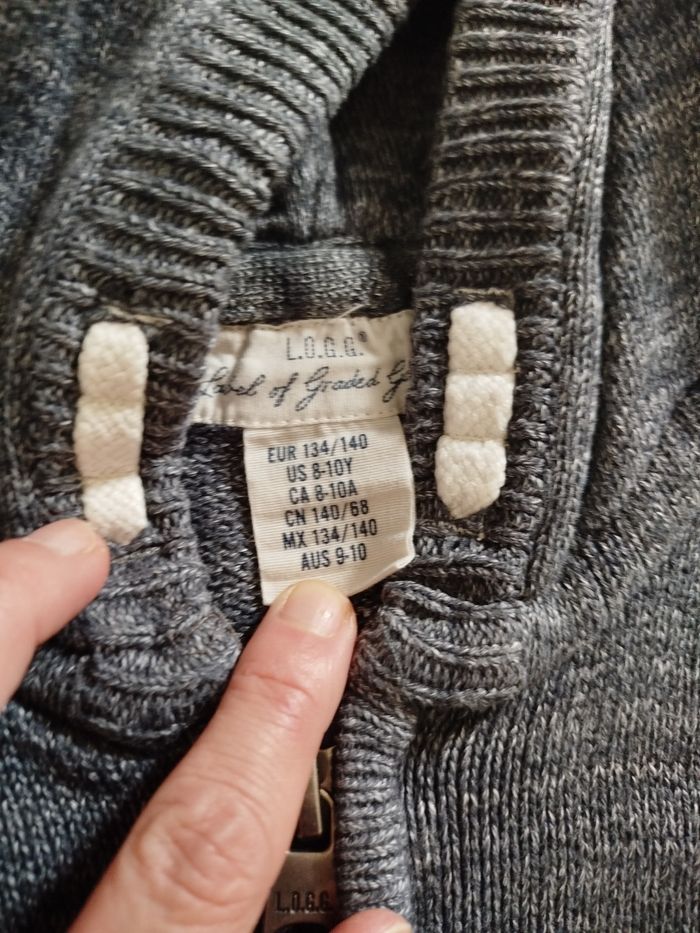 L.O.G.G.®
Label of Graded
EUR 134/140
US 8-10Y
CA 8-10A
CN 140/68
MX 134/140
AUS 9-10
L.O.G.G.